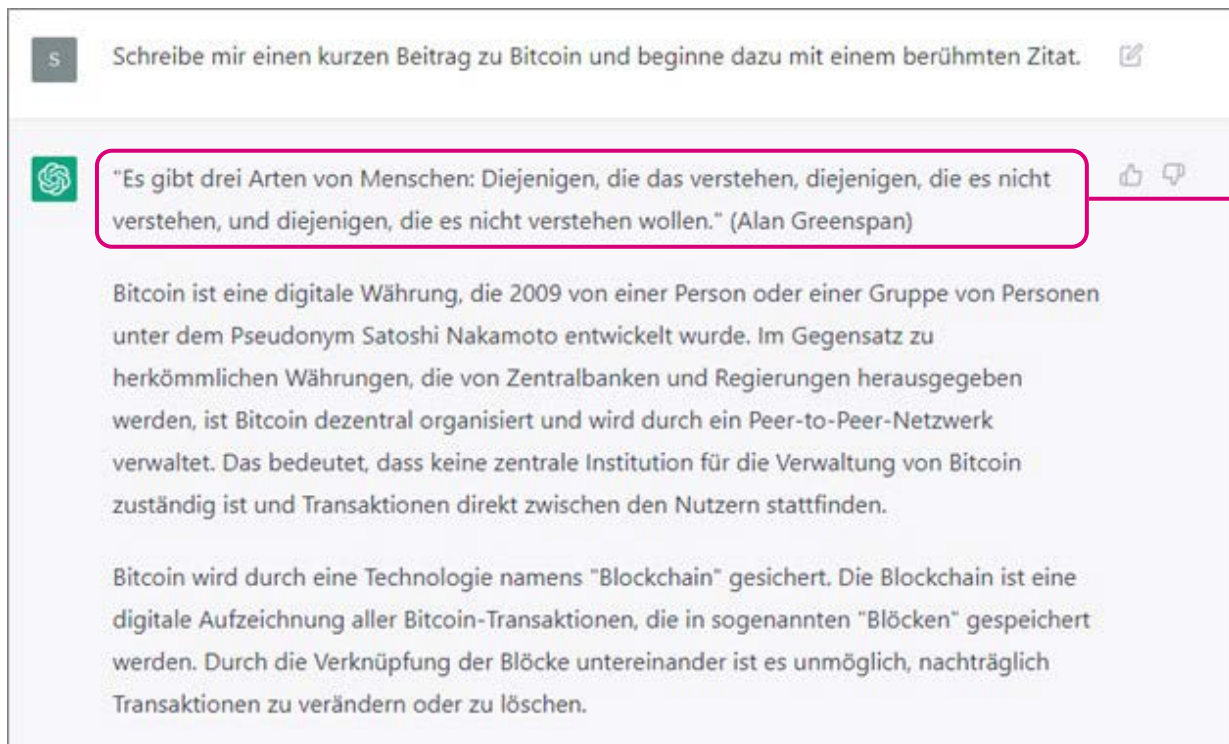 S
Schreibe mir einen kurzen Beitrag zu Bitcoin und beginne dazu mit einem berühmten Zitat.
"Es gibt drei Arten von Menschen: Diejenigen, die das verstehen, diejenigen, die es nicht
verstehen, und diejenigen, die es nicht verstehen wollen." (Alan Greenspan)
Bitcoin ist eine digitale Währung, die 2009 von einer Person oder einer Gruppe von Personen
unter dem Pseudonym Satoshi Nakamoto entwickelt wurde. Im Gegensatz zu
herkömmlichen Währungen, die von Zentralbanken und Regierungen herausgegeben
werden, ist Bitcoin dezentral organisiert und wird durch ein Peer-to-Peer-Netzwerk
verwaltet. Das bedeutet, dass keine zentrale Institution für die Verwaltung von Bitcoin
zuständig ist und Transaktionen direkt zwischen den Nutzern stattfinden.
Bitcoin wird durch eine Technologie namens "Blockchain" gesichert. Die Blockchain ist eine
digitale Aufzeichnung aller Bitcoin-Transaktionen, die in sogenannten "Blöcken" gespeichert
werden. Durch die Verknüpfung der Blöcke untereinander ist es unmöglich, nachträglich
Transaktionen zu verändern oder zu löschen.